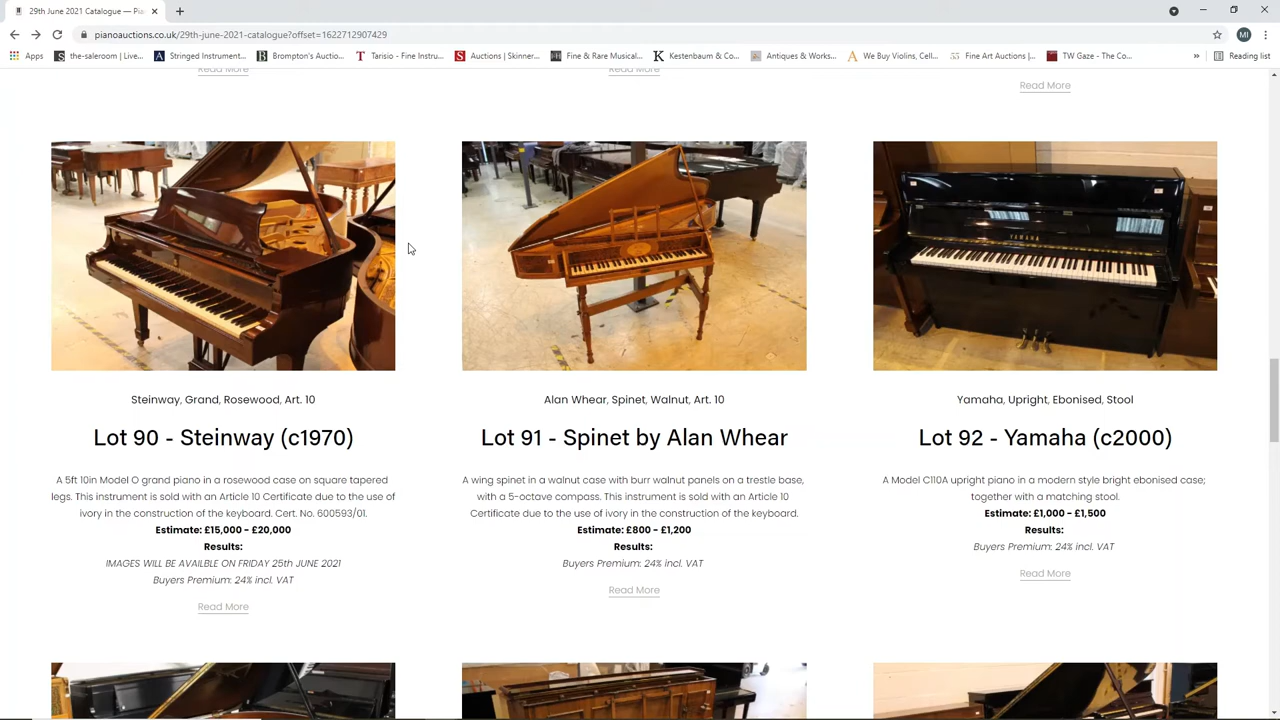 29th June 2021 Catalogue — Pian
pianoauctions.co.uk/29th-june-2021-catalogue?offset=1622712907429
MI
Apps
the-saleroom | Livi...
Stringed Instrument...
Brompton's Auctio...
Tarisio - Fine Instru...
Auctions | Skinner...
Fine & Rare Musical...
Kestenbaum & Co...
Antiques & Works...
We Buy Violins, Cell...
Fine Art Auctions |...
TW Gaze - The Co...
»
Reading list
Read More
Read More
Read More
YAMAHA
Steinway, Grand, Rosewood, Art. 10
Lot 90 - Steinway (c1970)
A 5ft 10in Model O grand piano in a rosewood case on square tapered
legs. This instrument is sold with an Article 10 Certificate due to the use of
ivory in the construction of the keyboard. Cert. No. 600593/01.
Estimate: £15,000 - £20,000
Results:
IMAGES WILL BE AVAILBLE ON FRIDAY 25th JUNE 2021
Buyers Premium: 24% incl. VAT
Read More
Alan Whear, Spinet, Walnut, Art. 10
Lot 91 - Spinet by Alan Whear
A wing spinet in a walnut case with burr walnut panels on a trestle base,
with a 5-octave compass. This instrument is sold with an Article 10
Certificate due to the use of ivory in the construction of the keyboard.
Estimate: £800 - £1,200
Results:
Buyers Premium: 24% incl. VAT
Read More
Yamaha, Upright, Ebonised, Stool
Lot 92 - Yamaha (c2000)
A Model C110A upright piano in a modern style bright ebonised case;
together with a matching stool.
Estimate: £1,000 - £1,500
Results:
Buyers Premium: 24% incl. VAT
Read More